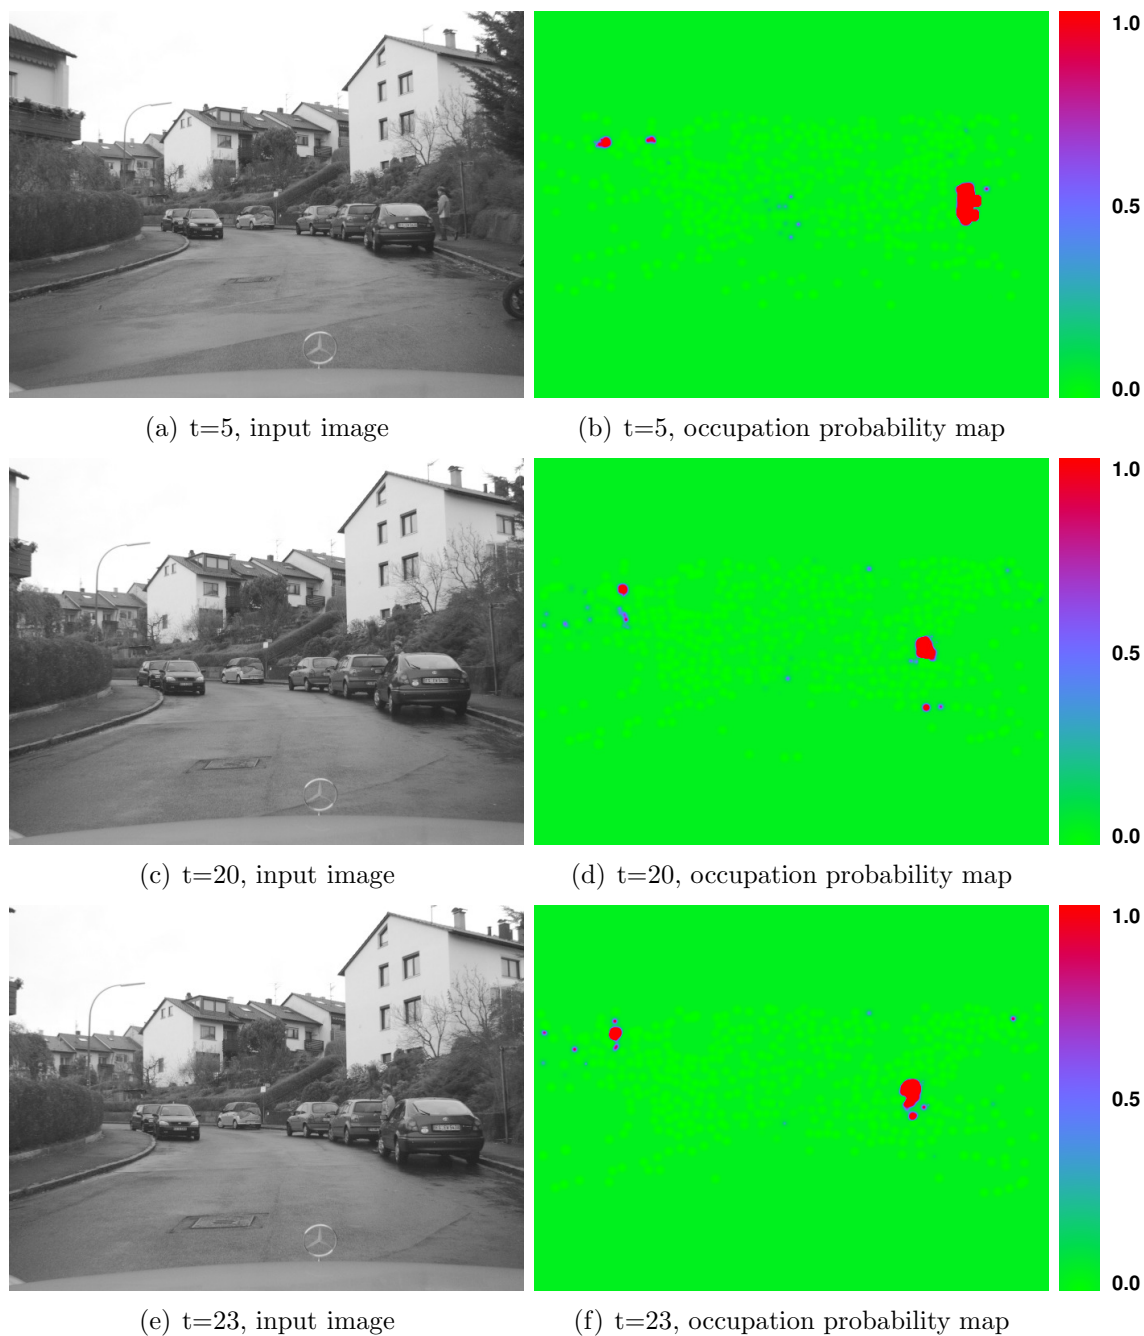 1.0
0.5
0.0
(a) t=5, input image
(b) t=5, occupation probability map
1.0
0.5
0.0
(c) t=20, input image
(d) t=20, occupation probability map
1.0
0.5
0.0
(e) t=23, input image
(f) t=23, occupation probability map